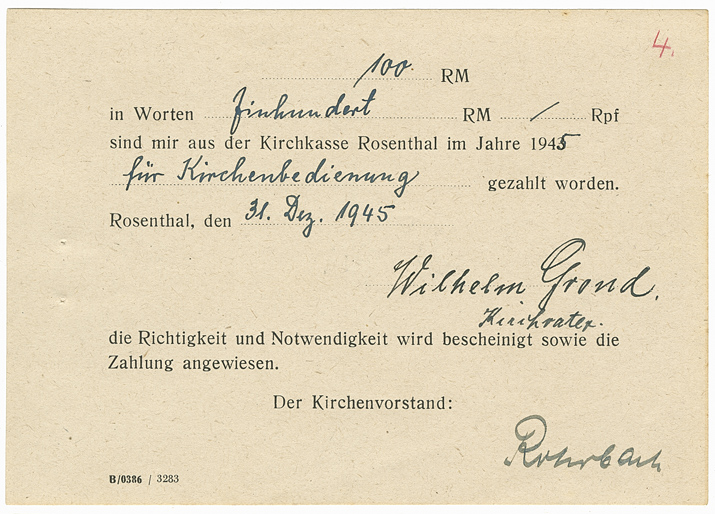 4.
100. RM
in Worten Einhundert RM / Rpf
sind mir aus der Kirchkasse Rosenthal im Jahre 1945
für Kirchenbedienung gezahlt worden.
Rosenthal, den 31. Dez. 1945
Wilhelm Grond.
Kirchvater.
die Richtigkeit und Notwendigkeit wird bescheinigt sowie die
Zahlung angewiesen.
Der Kirchenvorstand:
Rohrbach
B/0386 / 3283